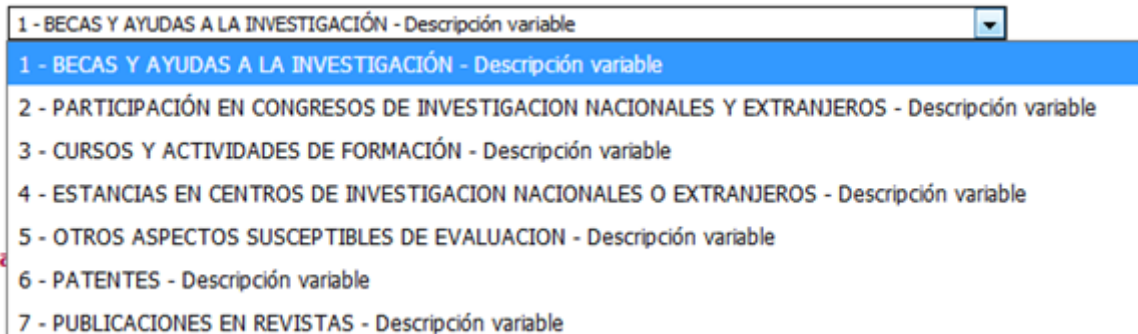 1 - BECAS Y AYUDAS A LA INVESTIGACIÓN - Descripción variable
1 - BECAS Y AYUDAS A LA INVESTIGACIÓN - Descripción variable
2 - PARTICIPACIÓN EN CONGRESOS DE INVESTIGACION NACIONALES Y EXTRANJEROS - Descripción variable
3 - CURSOS Y ACTIVIDADES DE FORMACIÓN - Descripción variable
4 - ESTANCIAS EN CENTROS DE INVESTIGACION NACIONALES O EXTRANJEROS - Descripción variable
5 - OTROS ASPECTOS SUSCEPTIBLES DE EVALUACION - Descripción variable
6 - PATENTES - Descripción variable
7 - PUBLICACIONES EN REVISTAS - Descripción variable